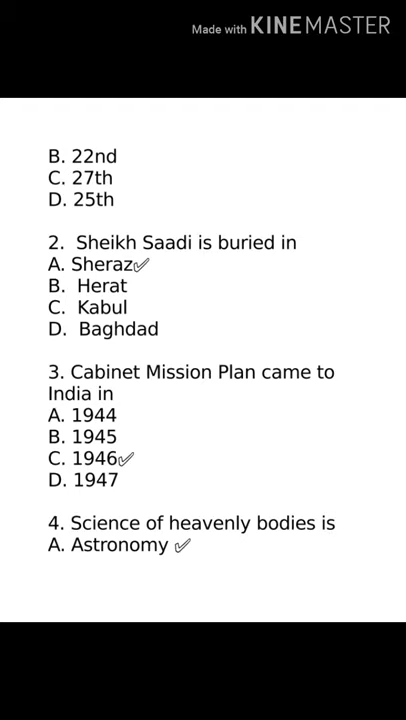 Made with KINEMASTER
B. 22nd
C. 27th
D. 25th
2. Sheikh Saadi is buried in
A. Sheraz✅
B. Herat
C. Kabul
D. Baghdad
3. Cabinet Mission Plan came to
India in
A. 1944
B. 1945
C. 1946✅
D. 1947
4. Science of heavenly bodies is
A. Astronomy ✅